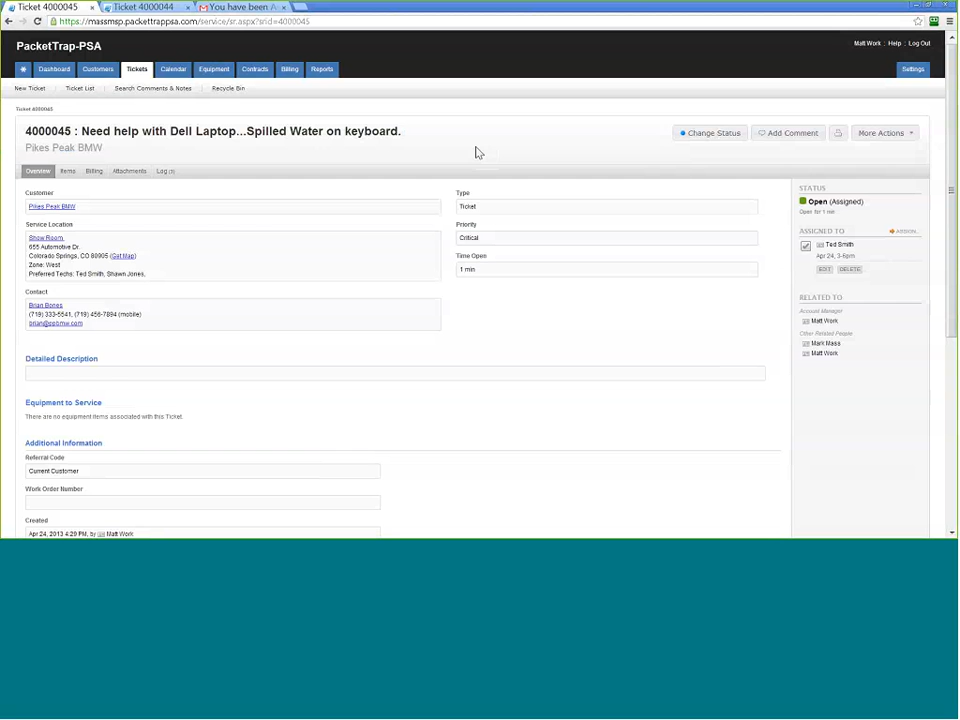 Ticket 4000045
Ticket 4000044
You have been A
https://massmsp.packettrappsa.com/service/sr.aspx?srid=4000045
PacketTrap-PSA
Matt Work Help Log Out
Dashboard Customers Tickets Calendar Equipment Contracts Billing Reports Settings
New Ticket Ticket List Search Comments & Notes Recycle Bin
Ticket 4000045
4000045 : Need help with Dell Laptop...Spilled Water on keyboard.
Pikes Peak BMW
Change Status Add Comment More Actions
Overview Items Billing Attachments Log
Customer
Pikes Peak BMW
Service Location
Show Room
655 Automotive Dr.
Colorado Springs, CO 80905 (Get Map)
Zone: West
Preferred Techs: Ted Smith, Shawn Jones,
Contact
Brian Bones
(719) 333-5541, (719) 456-7894 (mobile)
brian@ppbmw.com
Type
Ticket
Priority
Critical
Time Open
1 min
Detailed Description
Equipment to Service
There are no equipment items associated with this Ticket.
Additional Information
Referral Code
Current Customer
Work Order Number
Created
Apr 24, 2013 4:20 PM, by Matt Work
STATUS
Open (Assigned)
Open for 1 min
ASSIGNED TO
Ted Smith
Apr 24, 3-6pm
EDIT DELETE
RELATED TO
Account Manager
Matt Work
Other Related People
Mark Mass
Matt Work